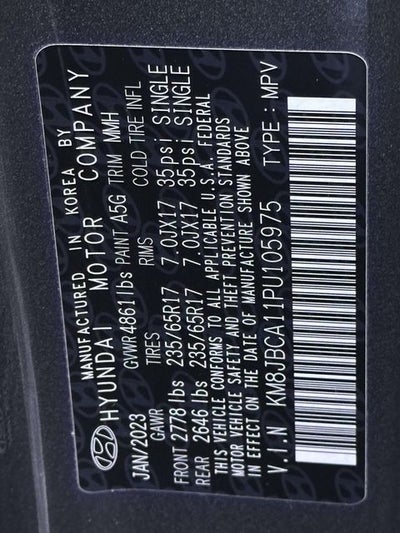 MANUFACTURED IN KOREA BY
HYUNDAI MOTOR COMPANY
JAN/2023 GVWR 4861 lbs PAINT A5G TRIM MMH
GAWR TIRES RIMS COLD TIRE INFL
FRONT 2778 lbs 235/65R17 7.0JX17 35psi SINGLE
REAR 2646 lbs 235/65R17 7.0JX17 35psi SINGLE
THIS VEHICLE CONFORMS TO ALL APPLICABLE U.S.A. FEDERAL
MOTOR VEHICLE SAFETY AND THEFT PREVENTION STANDARDS
IN EFFECT ON THE DATE OF MANUFACTURE SHOWN ABOVE
V.I.N KM8JBCA11PU105975 TYPE : MPV